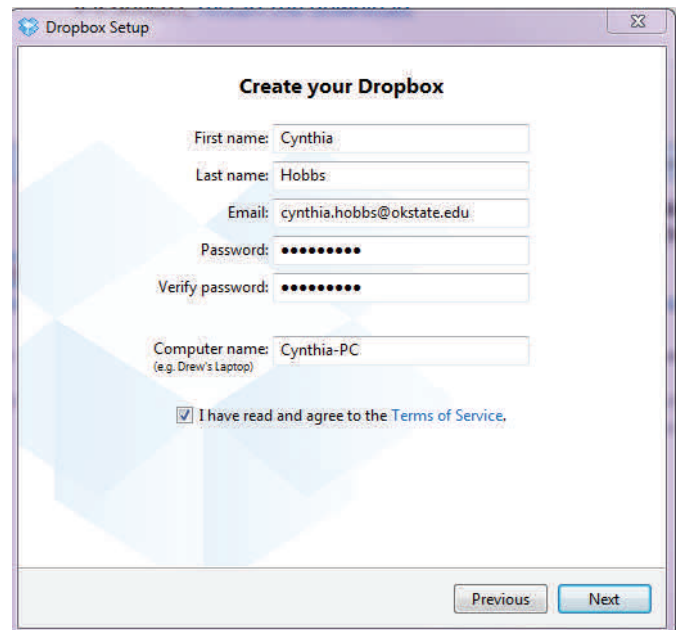 Dropbox Setup
Create your Dropbox
First name: Cynthia
Last name: Hobbs
Email: cynthia.hobbs@okstate.edu
Password: ●●●●●●●●●
Verify password: ●●●●●●●●●
Computer name: Cynthia-PC
(e.g. Drew's Laptop)
I have read and agree to the Terms of Service.
Previous Next